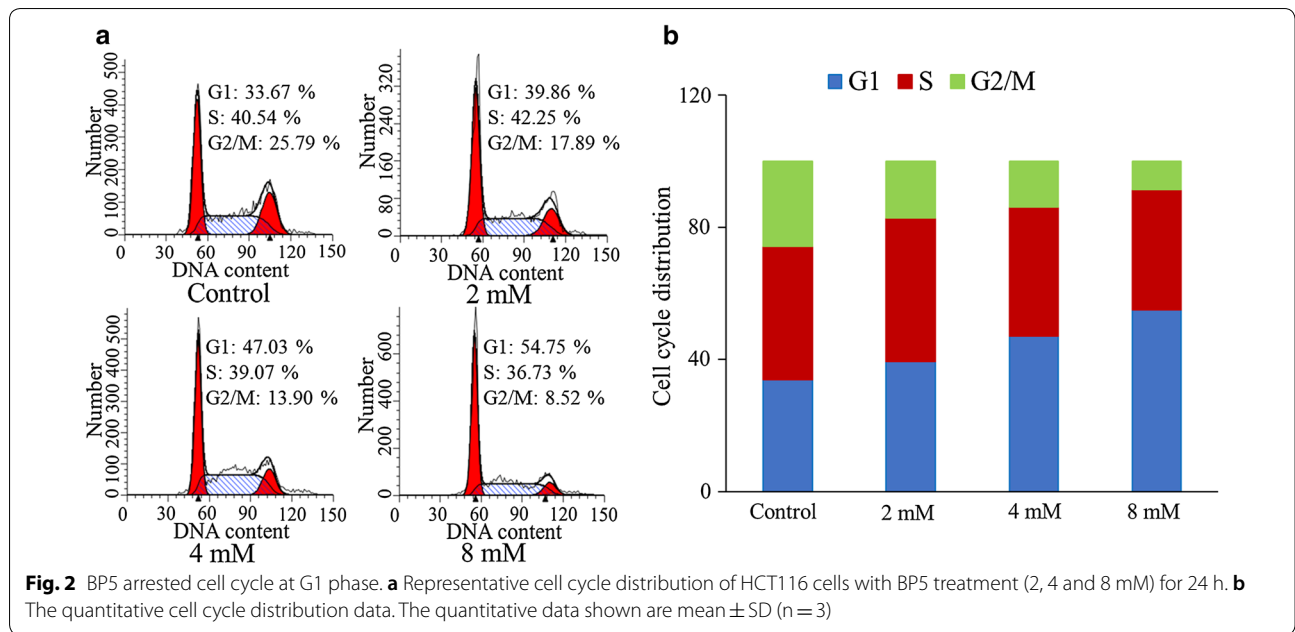 a
b
Number
0 100 200 300 400 500
G1: 33.67 %
S: 40.54 %
G2/M: 25.79 %
0 30 60 90 120 150
DNA content
Control
Number
0 80 160 240 320
G1: 39.86 %
S: 42.25 %
G2/M: 17.89 %
0 30 60 90 120 150
DNA content
2 mM
Number
0 100 200 300 400 500
G1: 47.03 %
S: 39.07 %
G2/M: 13.90 %
0 30 60 90 120 150
DNA content
4 mM
Number
0 200 400 600
G1: 54.75 %
S: 36.73 %
G2/M: 8.52 %
0 30 60 90 120 150
DNA content
8 mM
G1 S G2/M
Cell cycle distribution
120
80
40
0
Control 2 mM 4 mM 8 mM
Fig. 2 BP5 arrested cell cycle at G1 phase. a Representative cell cycle distribution of HCT116 cells with BP5 treatment (2, 4 and 8 mM) for 24 h. b
The quantitative cell cycle distribution data. The quantitative data shown are mean ± SD (n = 3)